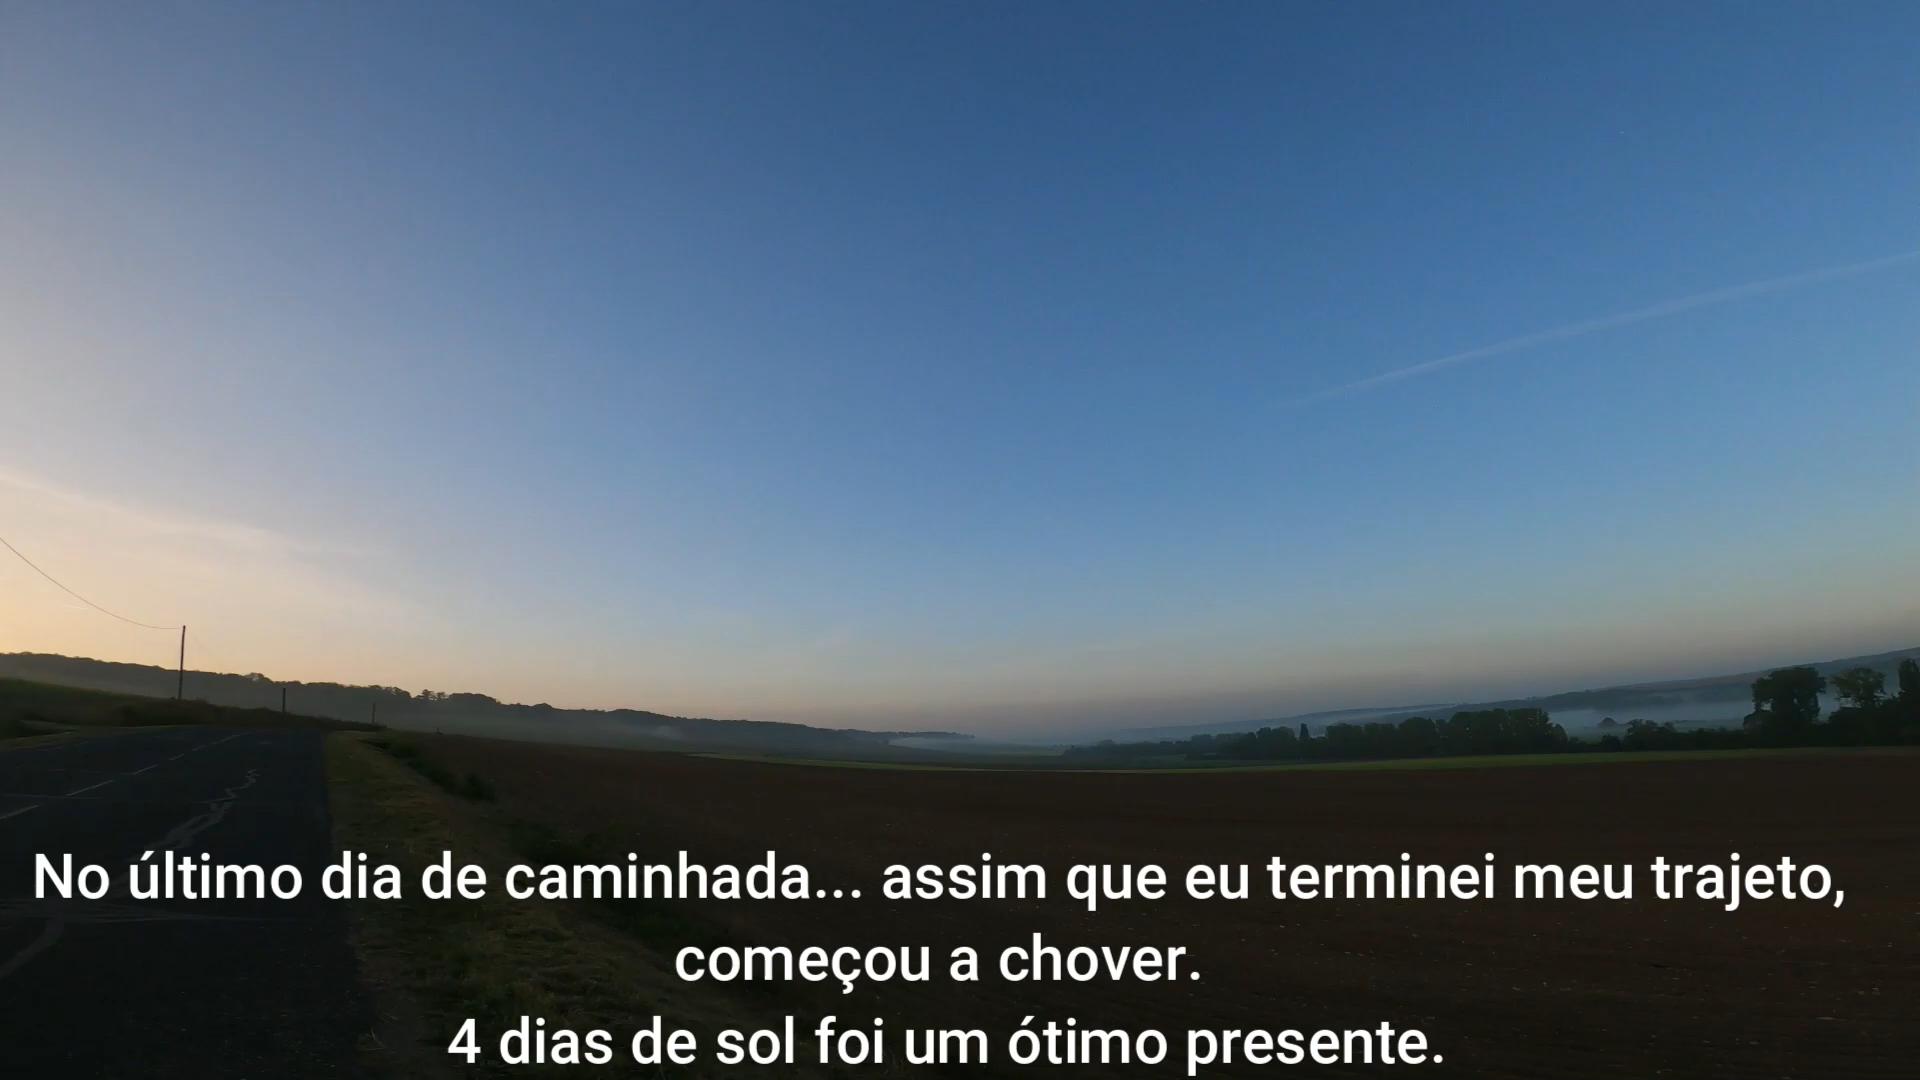 No último dia de caminhada... assim que eu terminei meu trajeto,
começou a chover.
4 dias de sol foi um ótimo presente.